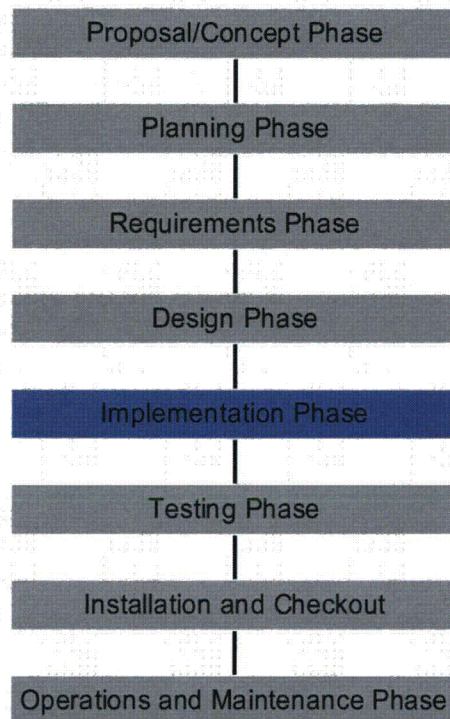 Proposal/Concept Phase
Planning Phase
Requirements Phase
Design Phase
Implementation Phase
Testing Phase
Installation and Checkout
Operations and Maintenance Phase